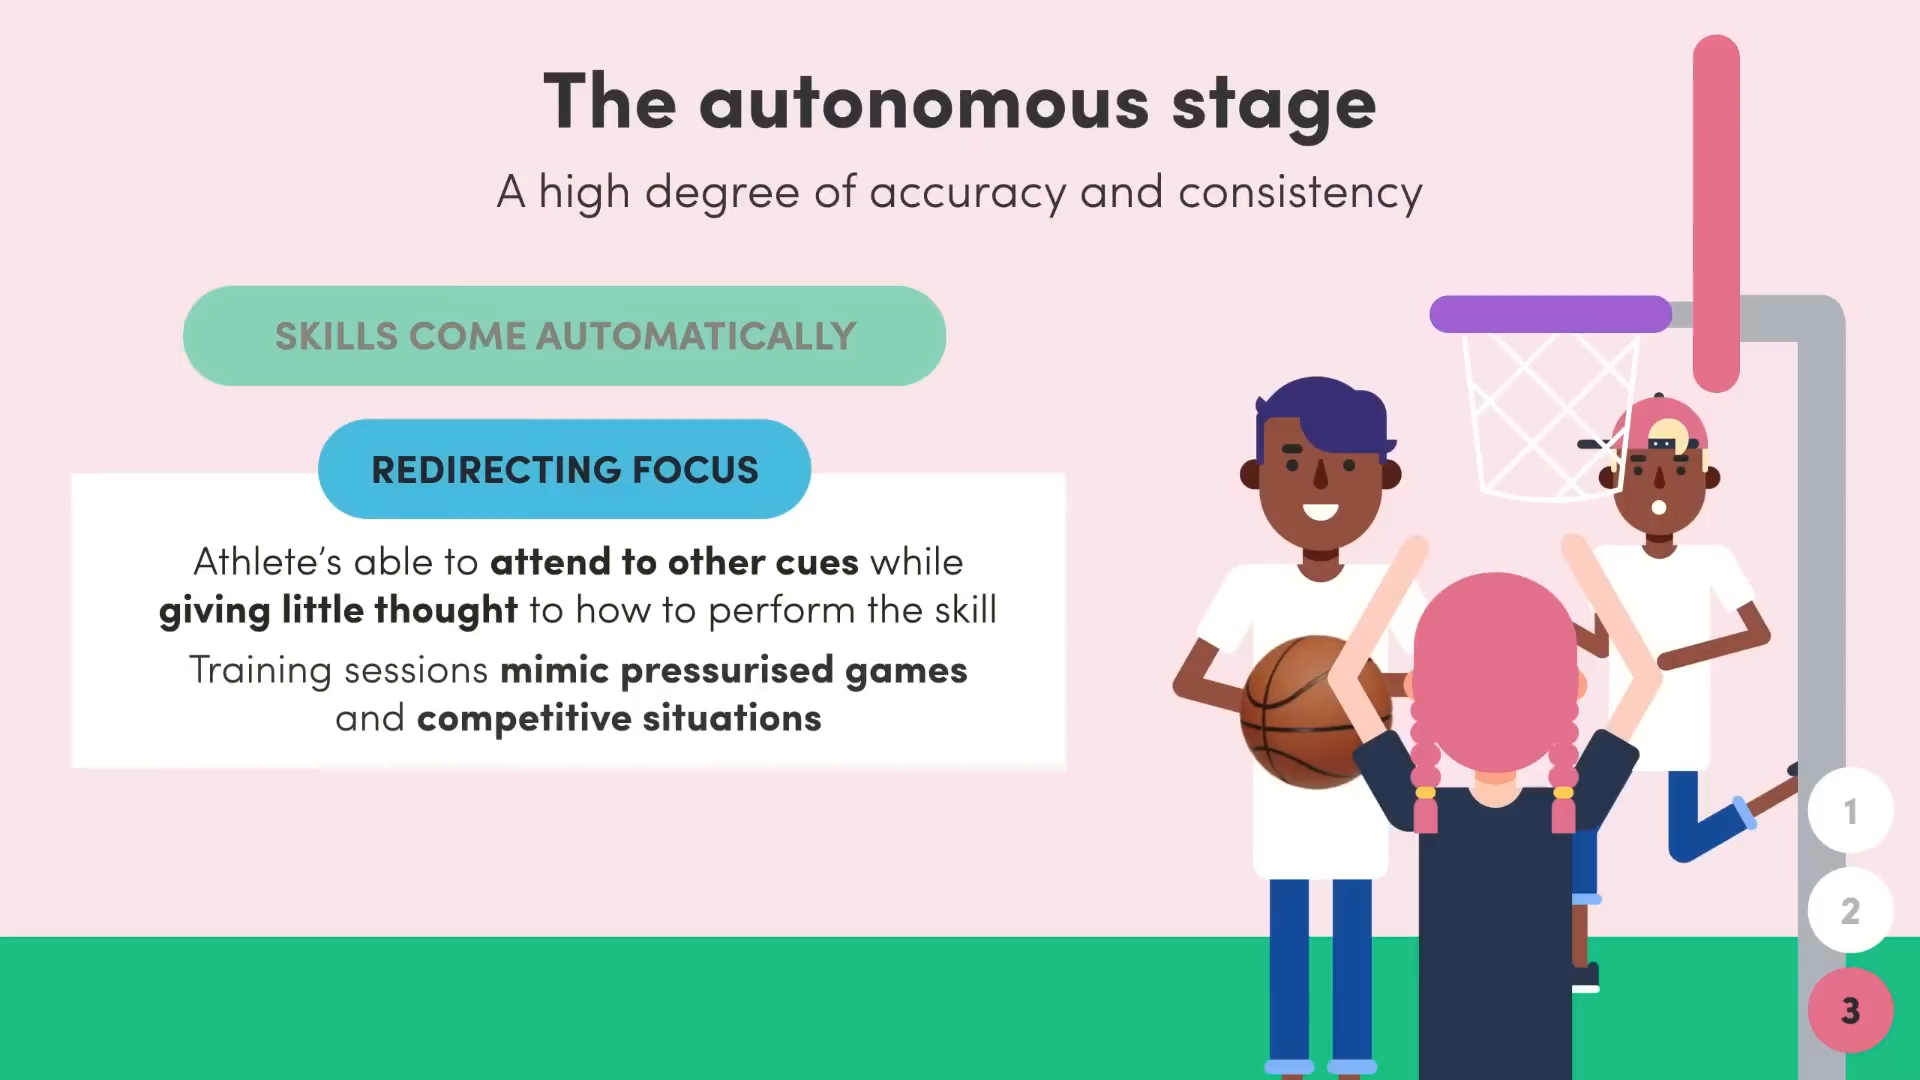 The autonomous stage
A high degree of accuracy and consistency
SKILLS COME AUTOMATICALLY
REDIRECTING FOCUS
Athlete's able to attend to other cues while
giving little thought to how to perform the skill
Training sessions mimic pressurised games
and competitive situations
1
2
3